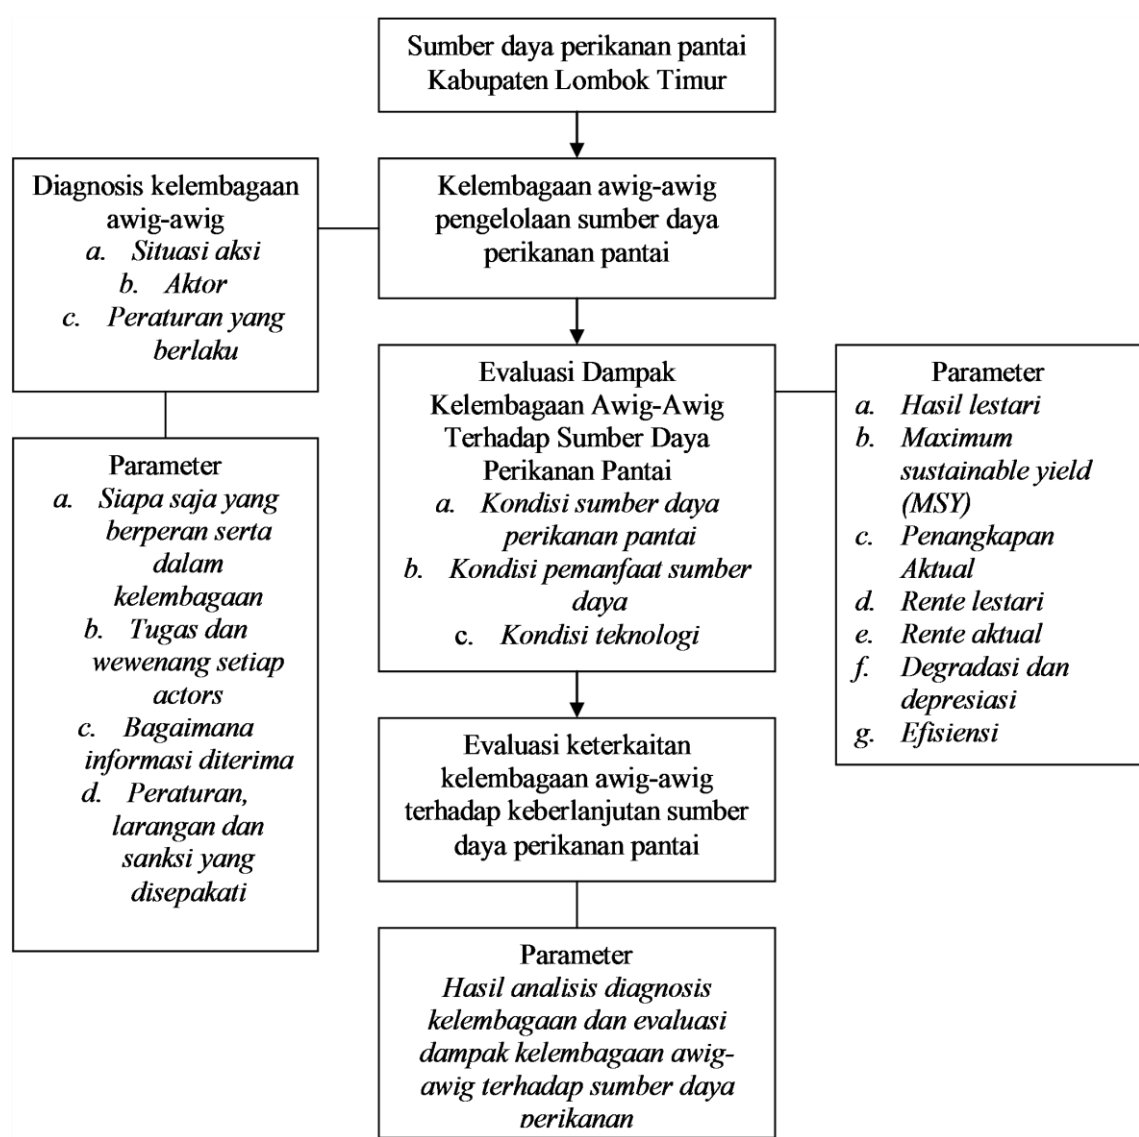 Sumber daya perikanan pantai
Kabupaten Lombok Timur
Diagnosis kelembagaan
awig-awig
a. Situasi aksi
b. Aktor
c. Peraturan yang
berlaku
Kelembagaan awig-awig
pengelolaan sumber daya
perikanan pantai
Evaluasi Dampak
Kelembagaan Awig-Awig
Terhadap Sumber Daya
Perikanan Pantai
a. Kondisi sumber daya
perikanan pantai
b. Kondisi pemanfaat sumber
daya
c. Kondisi teknologi
Parameter
a. Hasil lestari
b. Maximum
sustainable yield
(MSY)
c. Penangkapan
Aktual
d. Rente lestari
e. Rente aktual
f. Degradasi dan
depresiasi
g. Efisiensi
Parameter
a. Siapa saja yang
berperan serta
dalam
kelembagaan
b. Tugas dan
wewenang setiap
actors
c. Bagaimana
informasi diterima
d. Peraturan,
larangan dan
sanksi yang
disepakati
Evaluasi keterkaitan
kelembagaan awig-awig
terhadap keberlanjutan sumber
daya perikanan pantai
Parameter
Hasil analisis diagnosis
kelembagaan dan evaluasi
dampak kelembagaan awig-
awig terhadap sumber daya
perikanan